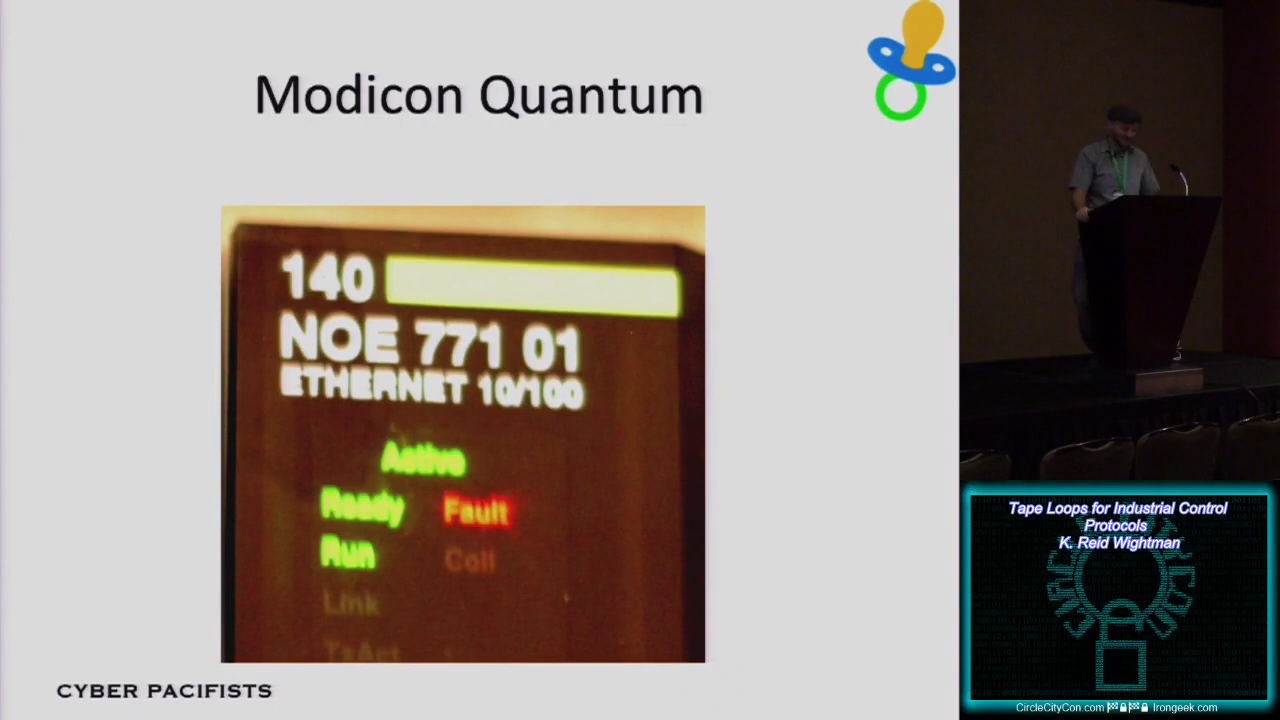 Modicon Quantum
140
NOE 771 01
ETHERNET 10/100
Active
Ready Fault
Run Coll
CYBER PACIFISTS
Tape Loops for Industrial Control
Protocols
K. Reid Wightman
CircleCityCon.com Irongeek.com